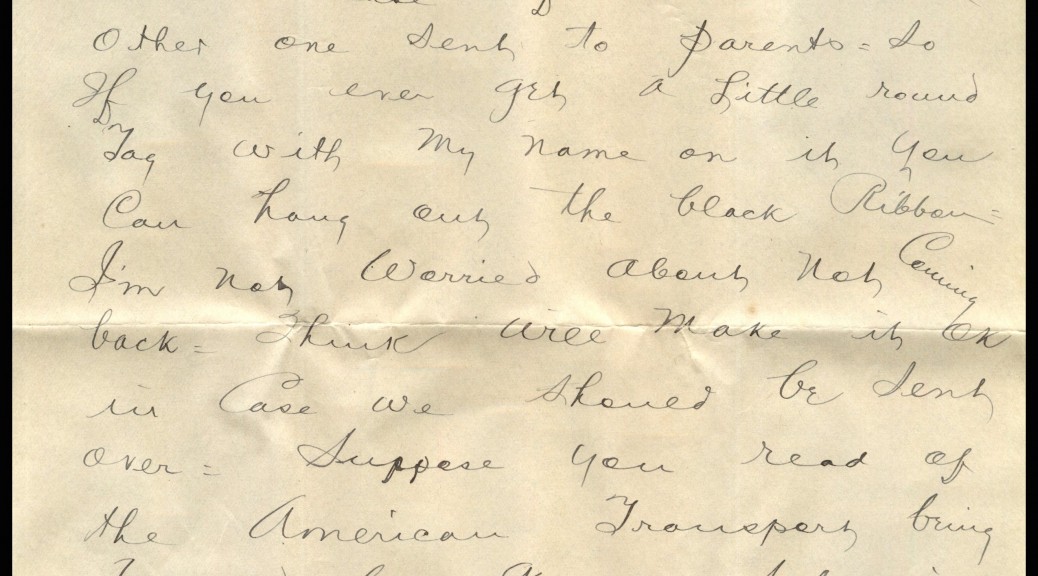 Other one sent to parents = So
If you ever get a Little round
Tag with My name on it You
Can hang out the black Ribbon =
I'm not Worried about Not Coming
back = Think will Make it Ok
in Case we should be sent
over = Suppose you read of
the American Transport being